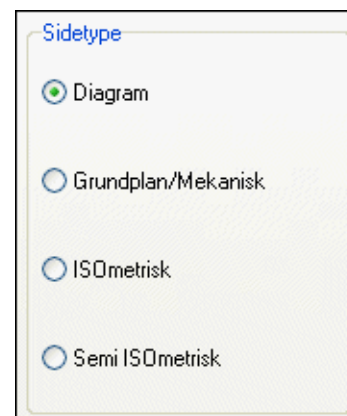 Sidetype
Diagram
Grundplan/Mekanisk
ISOmetrisk
Semi ISOmetrisk